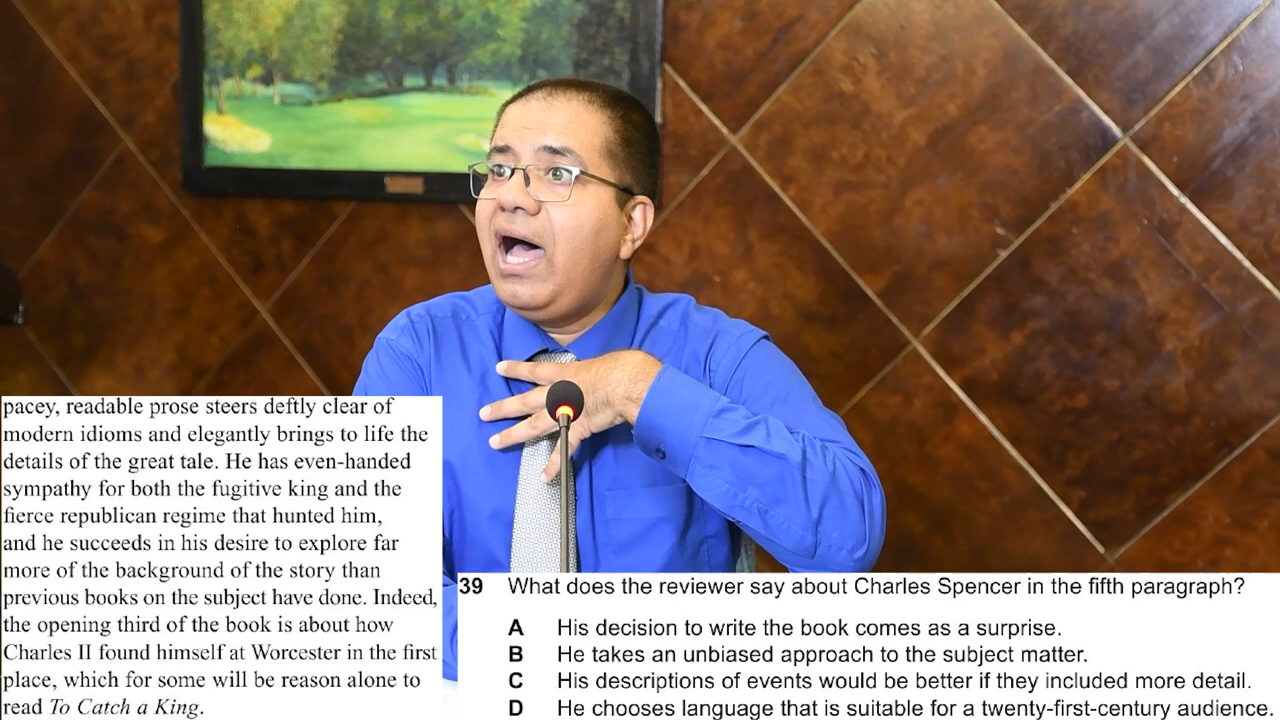 pacey, readable prose steers deftly clear of
modern idioms and elegantly brings to life the
details of the great tale. He has even-handed
sympathy for both the fugitive king and the
fierce republican regime that hunted him,
and he succeeds in his desire to explore far
more of the background of the story than
previous books on the subject have done. Indeed,
the opening third of the book is about how
Charles II found himself at Worcester in the first
place, which for some will be reason alone to
read To Catch a King.
39 What does the reviewer say about Charles Spencer in the fifth paragraph?
A His decision to write the book comes as a surprise.
B He takes an unbiased approach to the subject matter.
C His descriptions of events would be better if they included more detail.
D He chooses language that is suitable for a twenty-first-century audience.